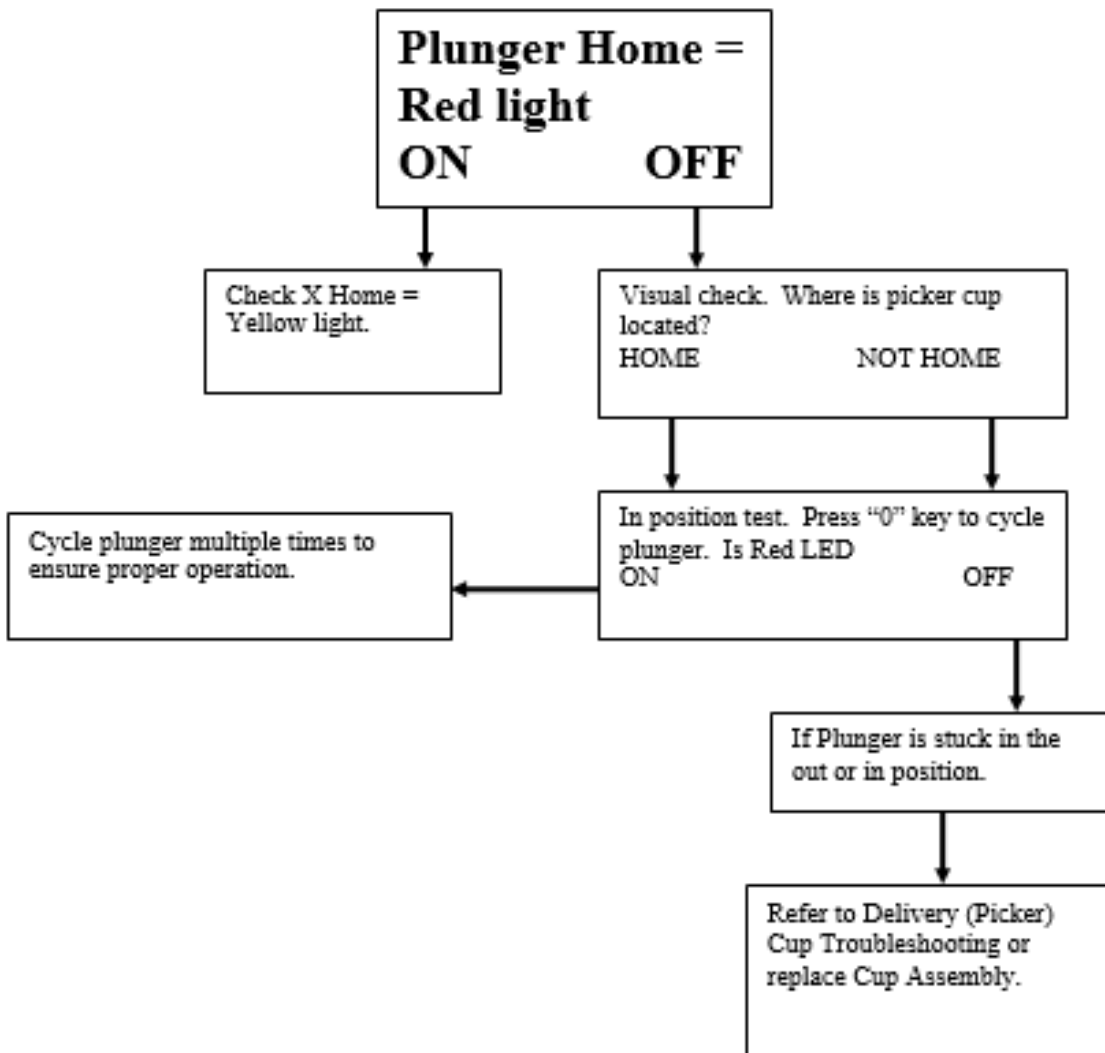 Plunger Home =
Red light
ON OFF
Check X Home =
Yellow light.
Visual check. Where is picker cup
located?
HOME NOT HOME
In position test. Press “0” key to cycle
plunger. Is Red LED
ON OFF
Cycle plunger multiple times to
ensure proper operation.
If Plunger is stuck in the
out or in position.
Refer to Delivery (Picker)
Cup Troubleshooting or
replace Cup Assembly.